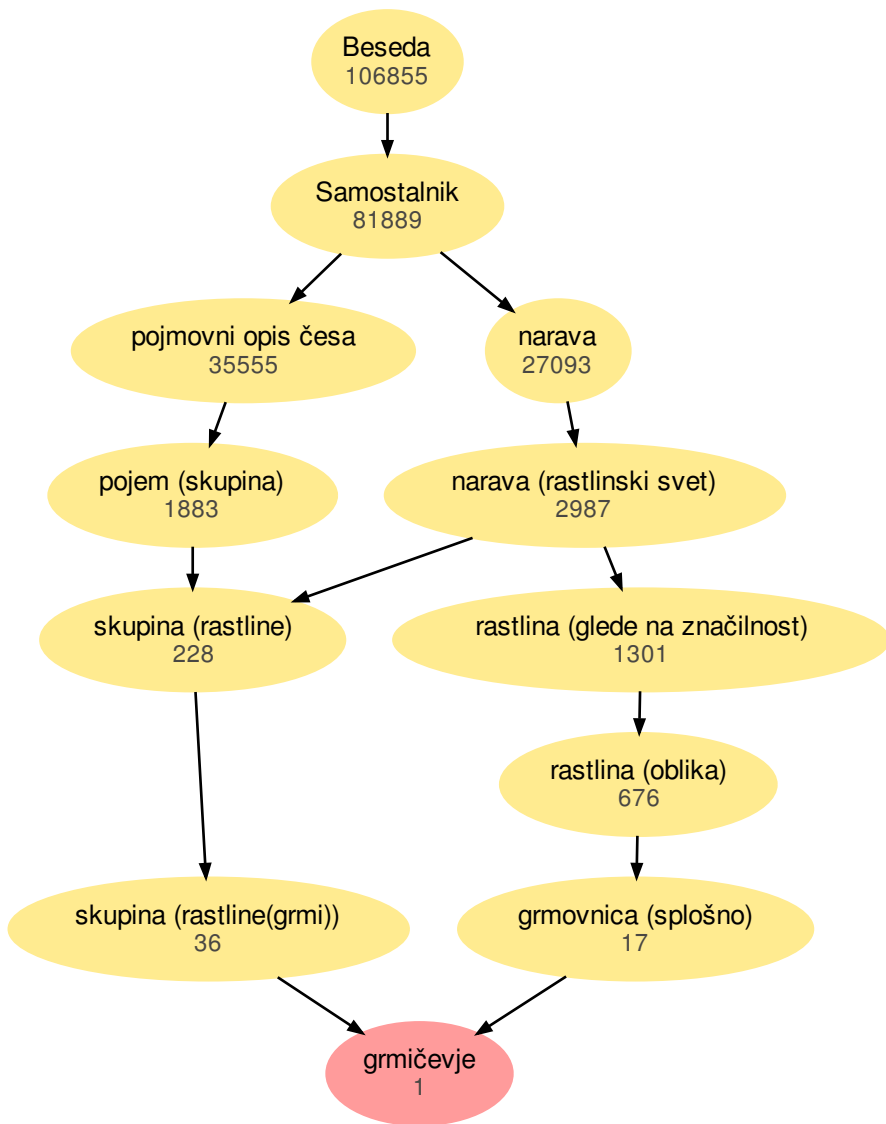 Beseda
106855
Samostalnik
81889
pojmovni opis česa
35555
narava
27093
pojem (skupina)
1883
narava (rastlinski svet)
2987
skupina (rastline)
228
rastlina (glede na značilnost)
1301
rastlina (oblika)
676
skupina (rastline(grmi))
36
grmovnica (splošno)
17
grmičevje
1